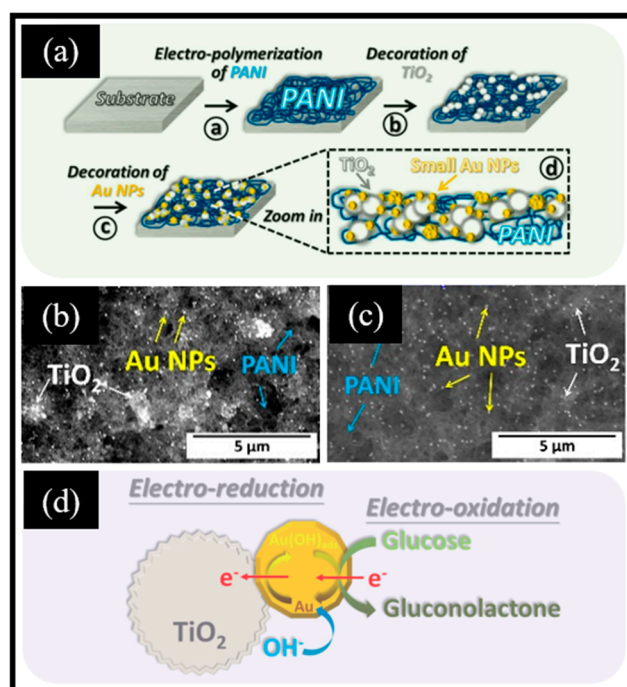 (a)
Electro-polymerization
of PANI
Decoration of
TiO₂
Substrate
PANI
ⓐ
ⓑ
Decoration of
Au NPs
ⓒ
Zoom in
TiO₂
Small Au NPs
ⓓ
PANI
(b)
Au NPs
TiO₂
PANI
5 µm
(c)
PANI
Au NPs
TiO₂
5 µm
(d)
Electro-reduction
Electro-oxidation
Au(OH)ads
Glucose
e⁻
e⁻
Au
Gluconolactone
TiO₂
OH⁻